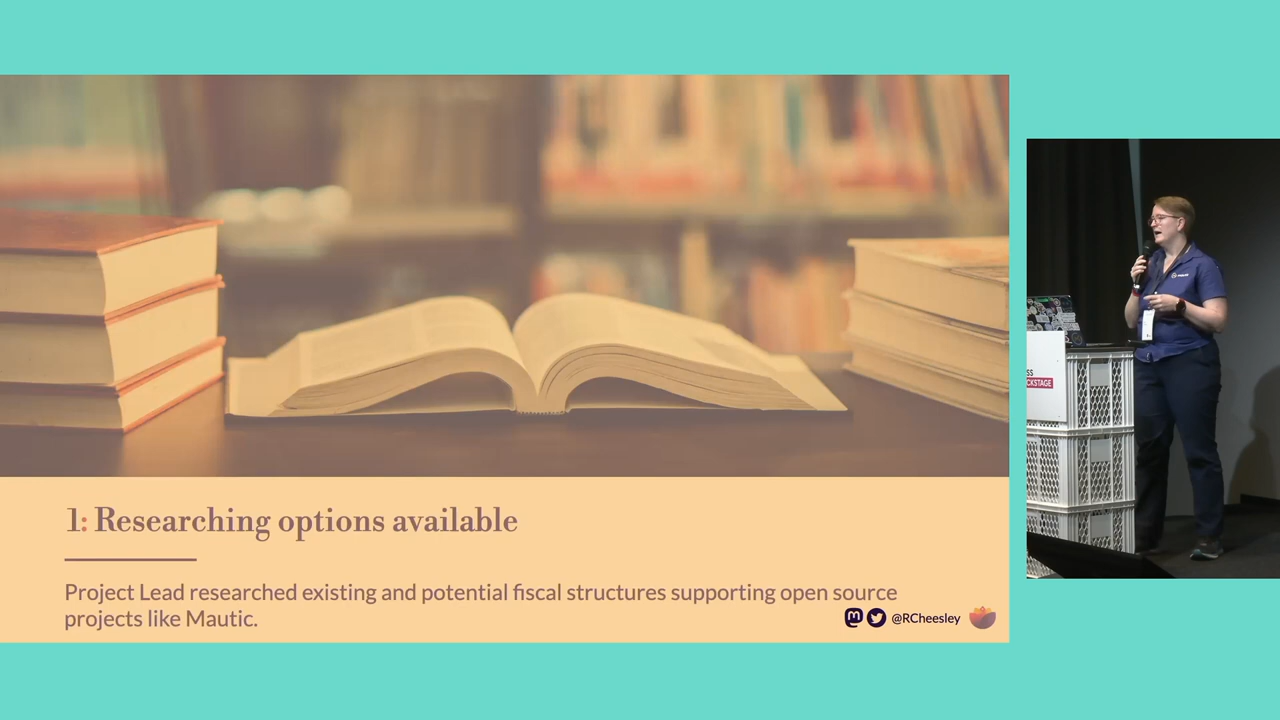 1: Researching options available
Project Lead researched existing and potential fiscal structures supporting open source
projects like Mautic.
@RCheesley